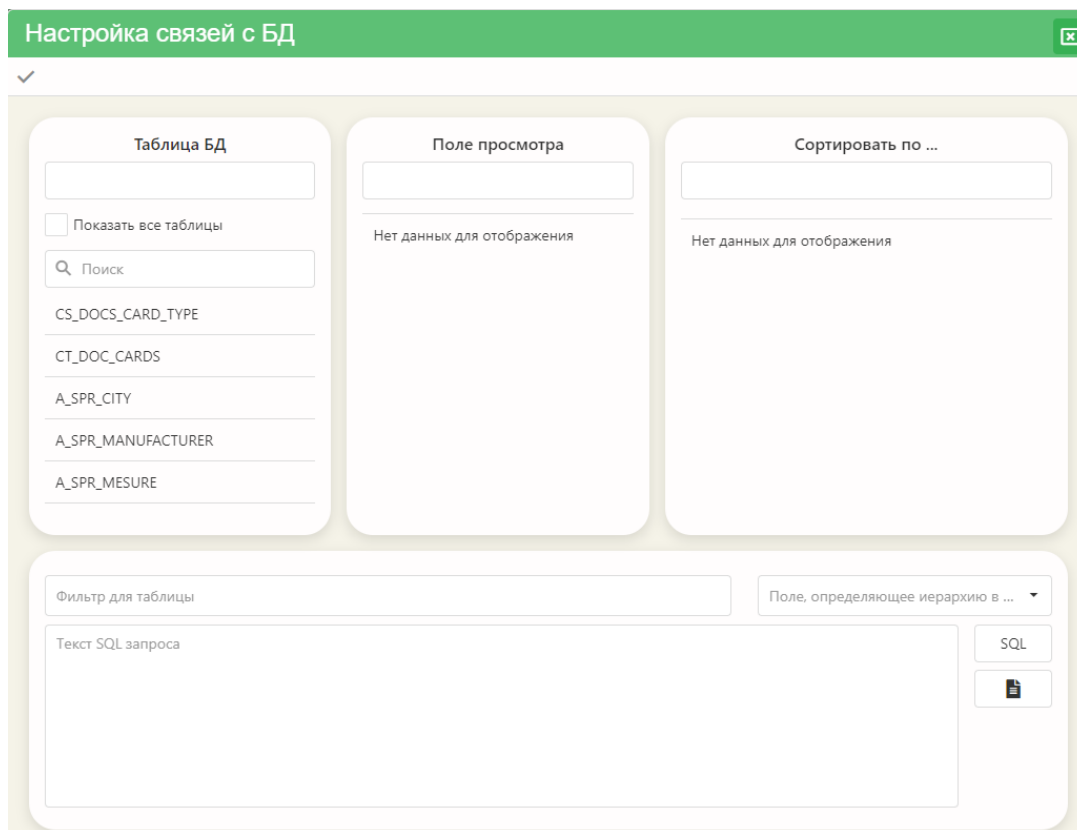 Настройка связей с БД
Таблица БД
Показать все таблицы
Поиск
CS_DOCS_CARD_TYPE
CT_DOC_CARDS
A_SPR_CITY
A_SPR_MANUFACTURER
A_SPR_MESURE
Поле просмотра
Нет данных для отображения
Сортировать по ...
Нет данных для отображения
Фильтр для таблицы
Поле, определяющее иерархию в ...
Текст SQL запроса
SQL